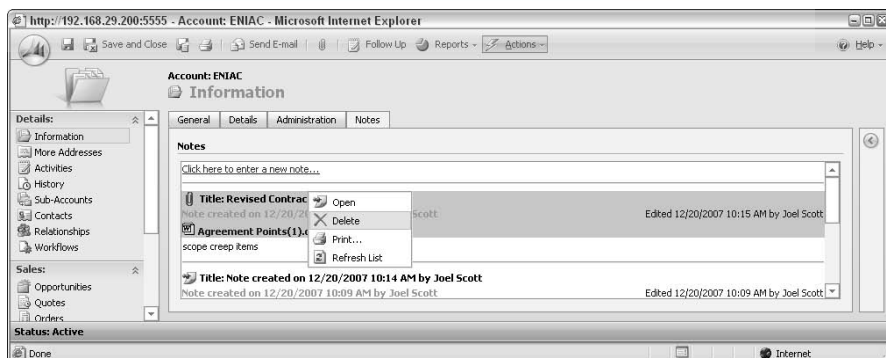 http://192.168.29.200:5555 - Account: ENIAC - Microsoft Internet Explorer
Save and Close Send E-mail Follow Up Reports Actions Help
Account: ENIAC
Information
Details:
Information
More Addresses
Activities
History
Sub-Accounts
Contacts
Relationships
Workflows
Sales:
Opportunities
Quotes
Orders
General Details Administration Notes
Notes
Click here to enter a new note...
Title: Revised Contrac
Note created on 12/20/20 Scott Edited 12/20/2007 10:15 AM by Joel Scott
Agreement Points(1).
scope creep items
Open
Delete
Print...
Refresh List
Title: Note created on 12/20/2007 10:14 AM by Joel Scott
Note created on 12/20/2007 10:09 AM by Joel Scott Edited 12/20/2007 10:09 AM by Joel Scott
Status: Active
Done Internet